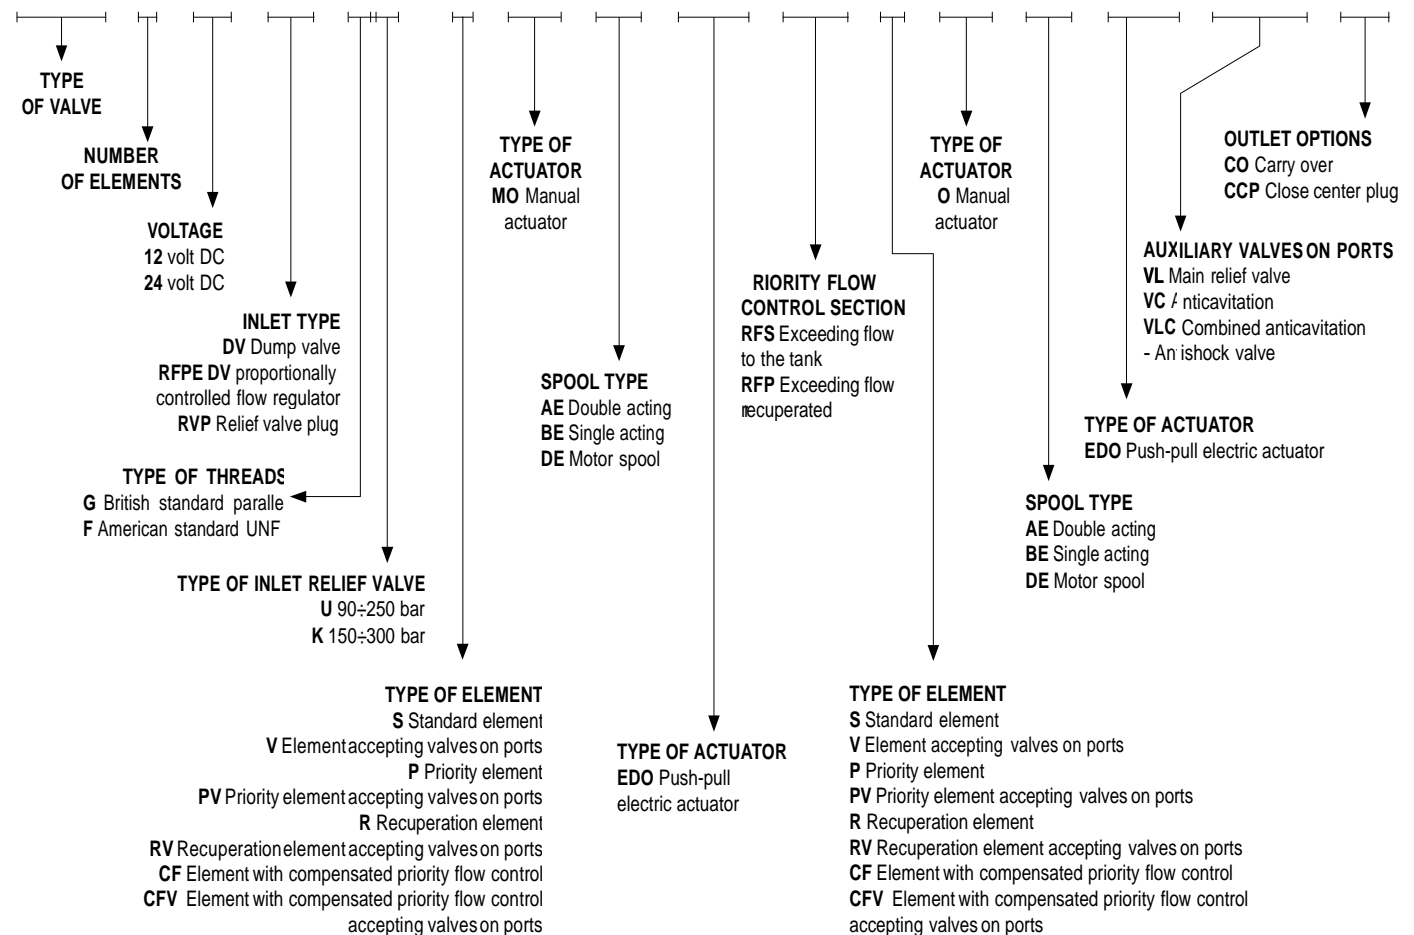 TYPE
OF VALVE
NUMBER
OF ELEMENTS
VOLTAGE
12 volt DC
24 volt DC
INLET TYPE
DV Dump valve
RFPE DV proportionally
controlled flow regulator
RVP Relief valve plug
TYPE OF THREADS
G British standard paralle
F American standard UNF
TYPE OF INLET RELIEF VALVE
U 90÷250 bar
K 150÷300 bar
TYPE OF ELEMENT
S Standard element
V Element accepting valves on ports
P Priority element
PV Priority element accepting valves on ports
R Recuperation element
RV Recuperation element accepting valves on ports
CF Element with compensated priority flow control
CFV Element with compensated priority flow control
accepting valves on ports
TYPE OF
ACTUATOR
MO Manual
actuator
SPOOL TYPE
AE Double acting
BE Single acting
DE Motor spool
TYPE OF ACTUATOR
EDO Push-pull
electric actuator
RIORITY FLOW
CONTROL SECTION
RFS Exceeding flow
to the tank
RFP Exceeding flow
recuperated
TYPE OF ELEMENT
S Standard element
V Element accepting valves on ports
P Priority element
PV Priority element accepting valves on ports
R Recuperation element
RV Recuperation element accepting valves on ports
CF Element with compensated priority flow control
CFV Element with compensated priority flow control
accepting valves on ports
TYPE OF
ACTUATOR
O Manual
actuator
SPOOL TYPE
AE Double acting
BE Single acting
DE Motor spool
TYPE OF ACTUATOR
EDO Push-pull electric actuator
AUXILIARY VALVES ON PORTS
VL Main relief valve
VC Anticavitation
VLC Combined anticavitation
- Antishock valve
OUTLET OPTIONS
CO Carry over
CCP Close center plug